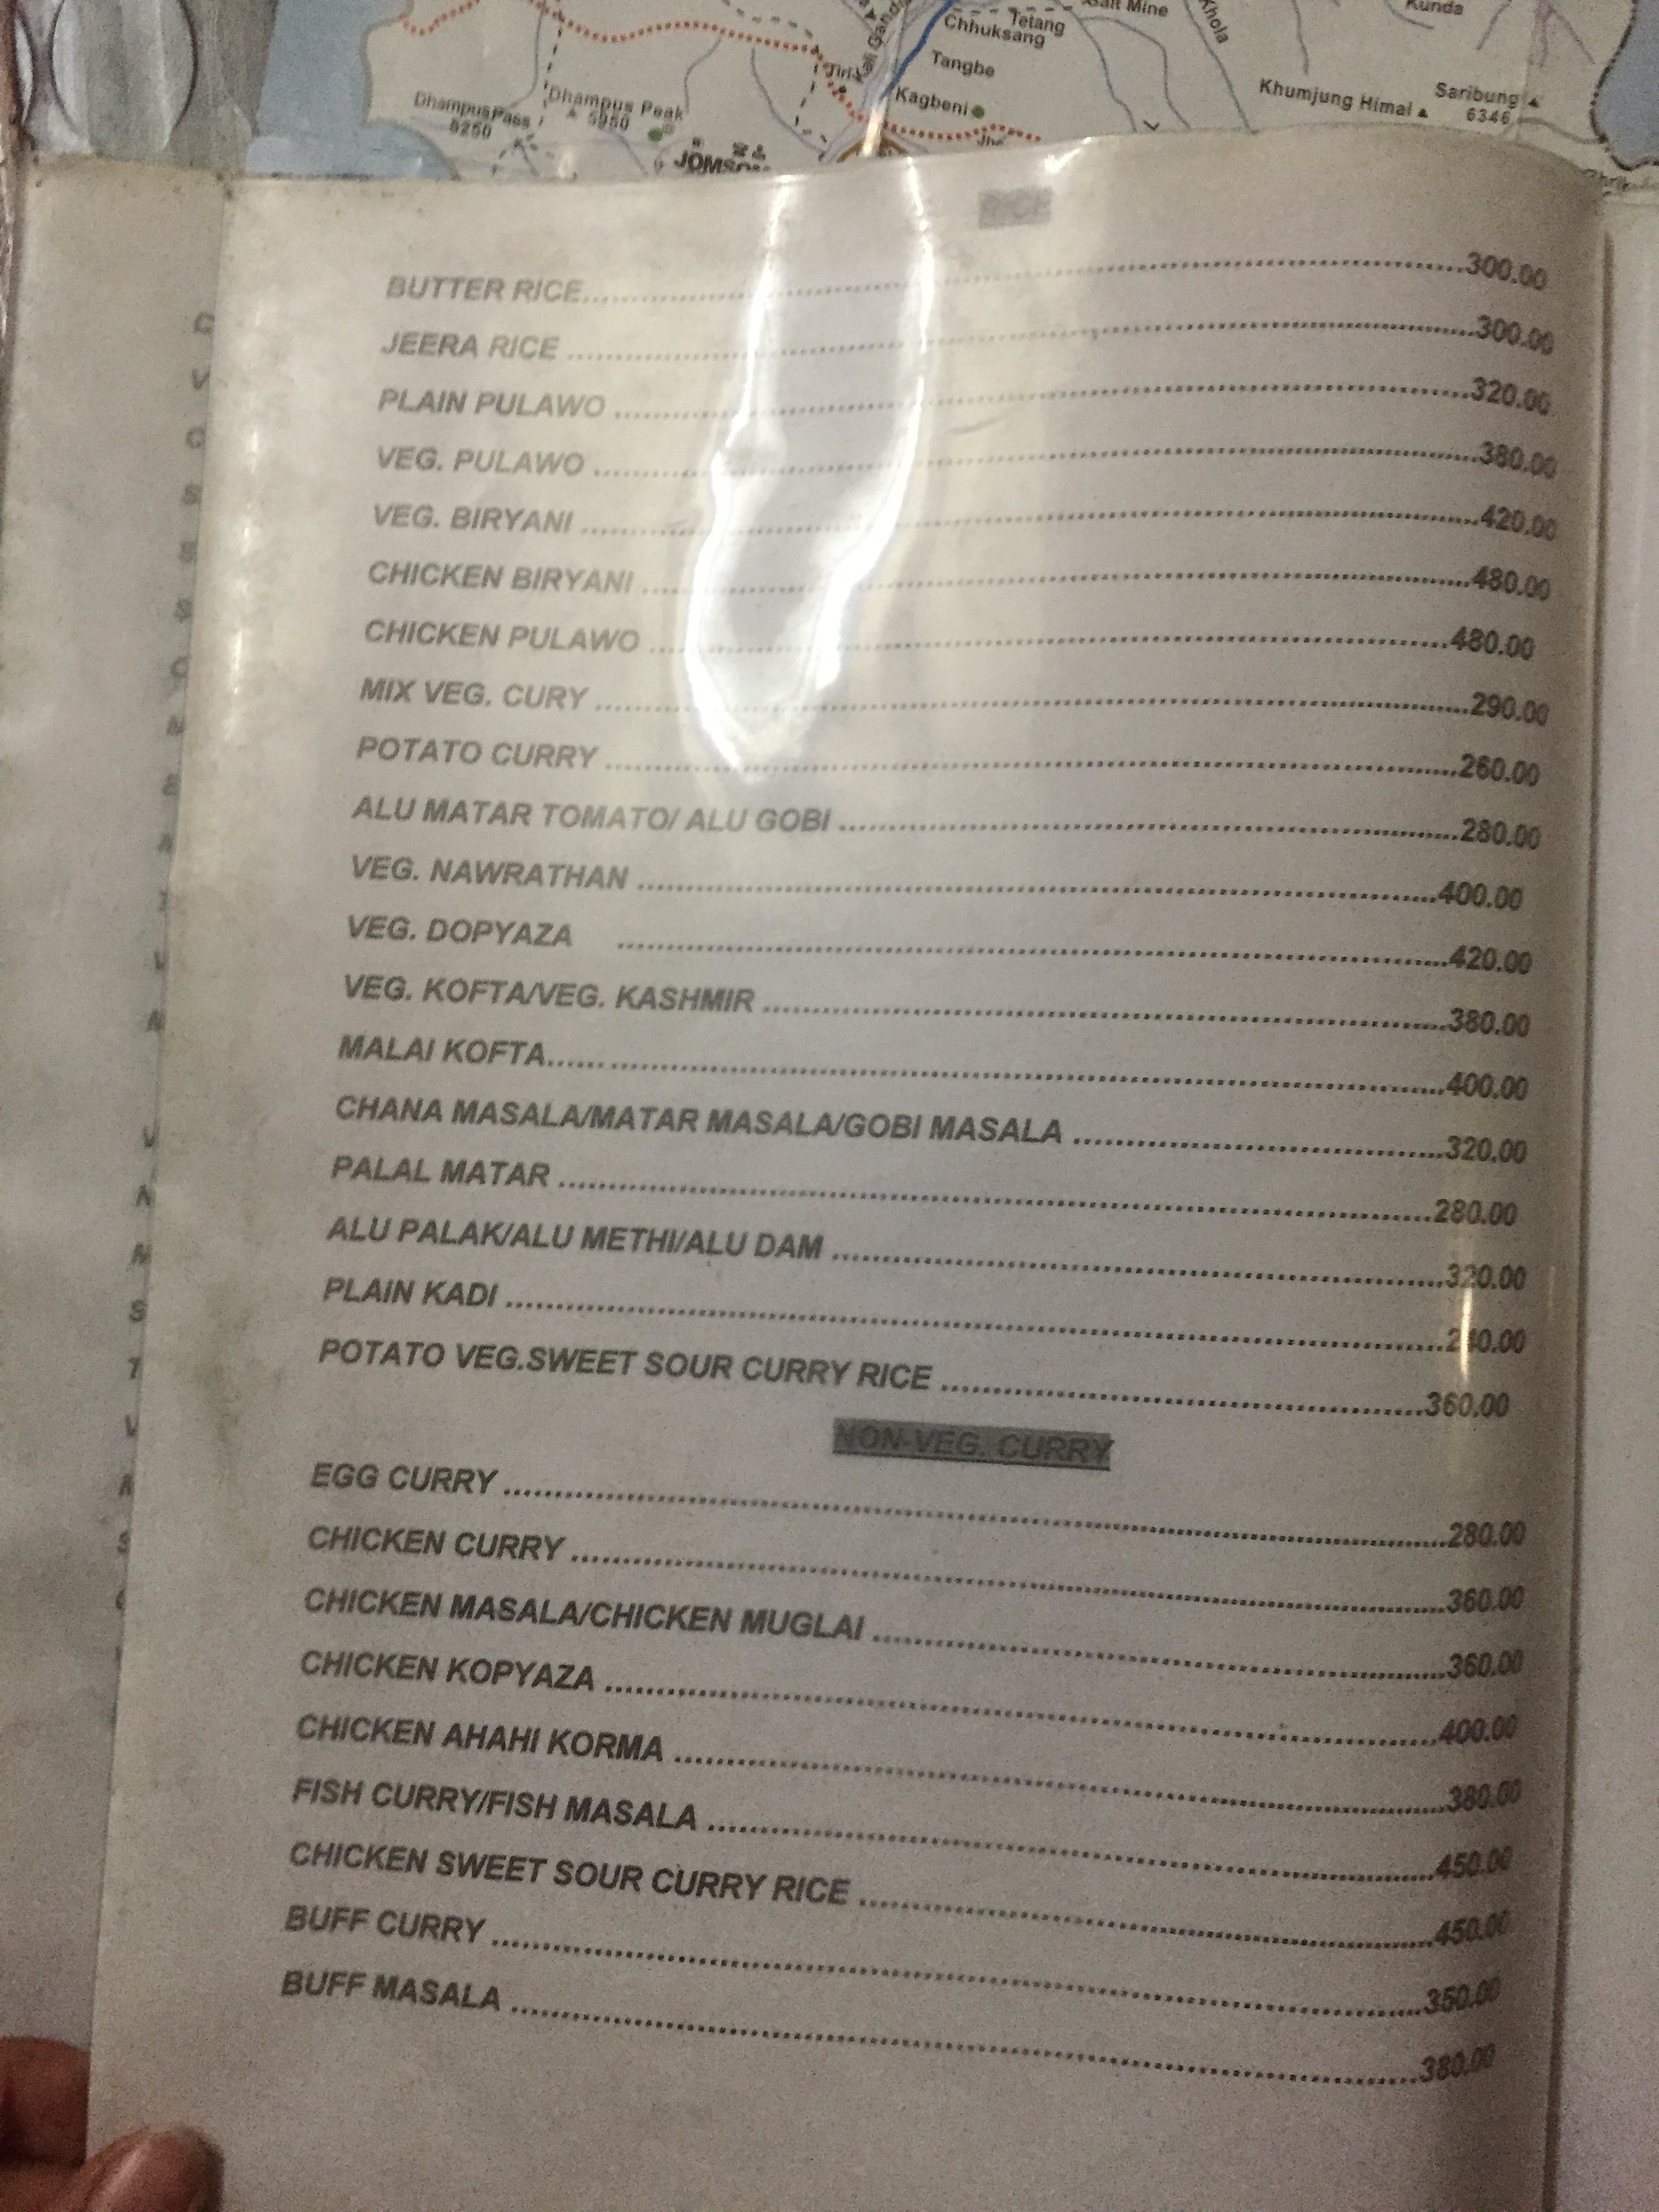 Salt Mine
Kunda
Tetang
Chhuksang
Khola
Tangbe
Kagbeni
Khumjung Himal
Saribung
6346
Dhampus Pass
5250
Dhampus Peak
5950
JOMSOM
RICE
BUTTER RICE..........300.00
JEERA RICE ..........300.00
PLAIN PULAWO ..........320.00
VEG. PULAWO ..........380.00
VEG. BIRYANI ..........420.00
CHICKEN BIRYANI ..........480.00
CHICKEN PULAWO ..........480.00
MIX VEG. CURY ..........290.00
POTATO CURRY ..........260.00
ALU MATAR TOMATO/ ALU GOBI ..........280.00
VEG. NAWRATHAN ..........400.00
VEG. DOPYAZA ..........420.00
VEG. KOFTA/VEG. KASHMIR ..........380.00
MALAI KOFTA..........400.00
CHANA MASALA/MATAR MASALA/GOBI MASALA ..........320.00
PALAL MATAR ..........280.00
ALU PALAK/ALU METHI/ALU DAM ..........320.00
PLAIN KADI ..........240.00
POTATO VEG.SWEET SOUR CURRY RICE ..........360.00
NON-VEG. CURRY
EGG CURRY ..........280.00
CHICKEN CURRY ..........360.00
CHICKEN MASALA/CHICKEN MUGLAI ..........360.00
CHICKEN KOPYAZA ..........400.00
CHICKEN AHAHI KORMA ..........380.00
FISH CURRY/FISH MASALA ..........450.00
CHICKEN SWEET SOUR CURRY RICE ..........450.00
BUFF CURRY ..........350.00
BUFF MASALA ..........380.00